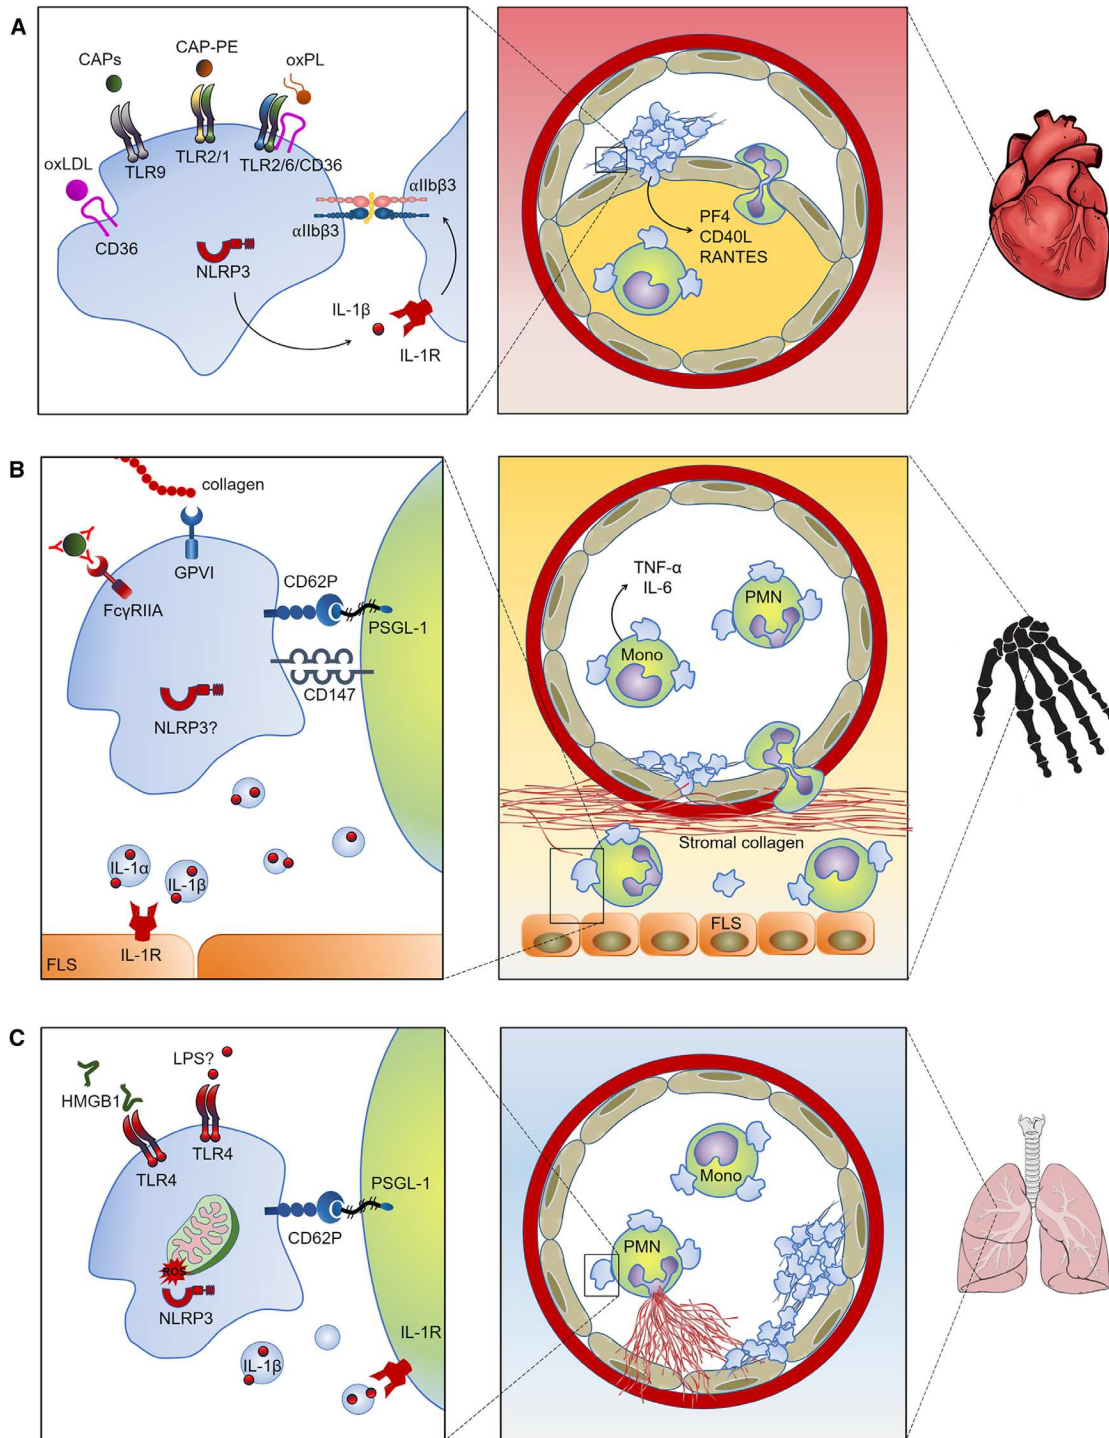 A
CAPs
CAP-PE
oxPL
TLR9
TLR2/1
TLR2/6/CD36
oxLDL
CD36
αIIbβ3
αIIbβ3
NLRP3
IL-1β
IL-1R
PF4
CD40L
RANTES
B
collagen
GPVI
FcγRIIA
CD62P
PSGL-1
CD147
NLRP3?
IL-1α
IL-1β
IL-1R
FLS
TNF-α
IL-6
PMN
Mono
Stromal collagen
FLS
C
LPS?
HMGB1
TLR4
TLR4
PSGL-1
CD62P
ROS
NLRP3
IL-1R
IL-1β
Mono
PMN